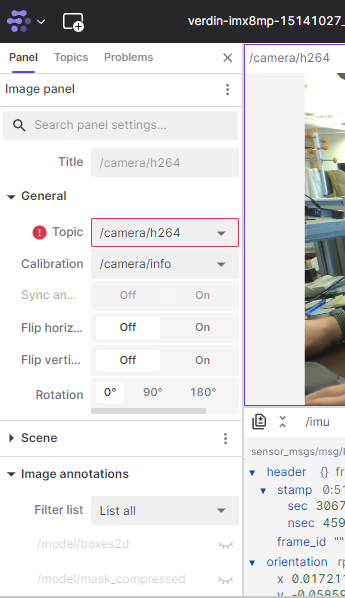 verdin-imx8mp-15141027_
Panel Topics Problems
Image panel
Search panel settings...
Title /camera/h264
General
Topic /camera/h264
Calibration /camera/info
Sync an... Off On
Flip horiz... Off On
Flip verti... Off On
Rotation 0° 90° 180°
Scene
Image annotations
Filter list List all
/model/boxes2d
/model/mask_compressed
/camera/h264
/imu
sensor_msgs/msg/I
header {} fr
stamp 0:51
sec 3067
nsec 459
frame_id ""
orientation rp
x 0.017211
y -0.05859